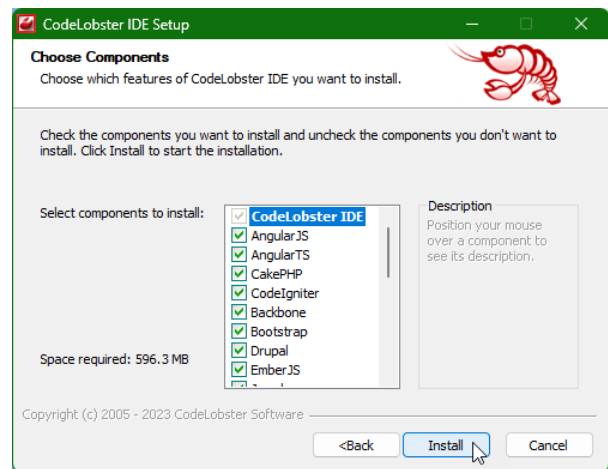 CodeLobster IDE Setup
Choose Components
Choose which features of CodeLobster IDE you want to install.
Check the components you want to install and uncheck the components you don't want to
install. Click Install to start the installation.
Select components to install:
CodeLobster IDE
AngularJS
AngularTS
CakePHP
CodeIgniter
Backbone
Bootstrap
Drupal
EmberJS
Description
Position your mouse
over a component to
see its description.
Space required: 596.3 MB
Copyright (c) 2005 - 2023 CodeLobster Software
<Back
Install
Cancel